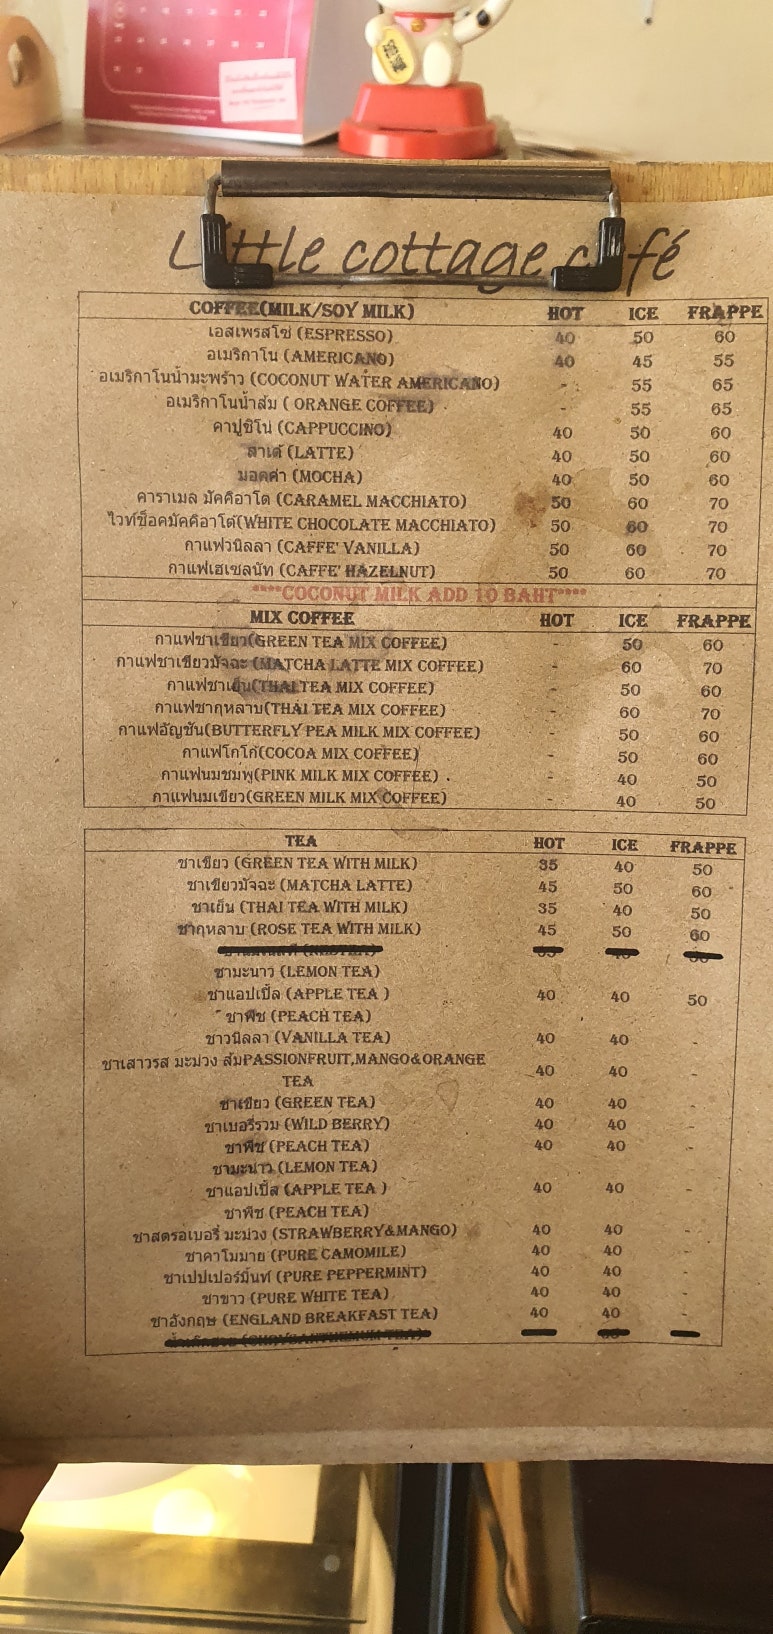 Little cottage café
COFFEE(MILK/SOY MILK) HOT ICE FRAPPE
เอสเพรสโซ่ (ESPRESSO) 40 50 60
อเมริกาโน (AMERICANO) 40 45 55
อเมริกาโนน้ำมะพร้าว (COCONUT WATER AMERICANO) - 55 65
อเมริกาโนน้ำส้ม ( ORANGE COFFEE) - 55 65
คาปูชิโน (CAPPUCCINO) 40 50 60
ลาเต้ (LATTE) 40 50 60
มอคค่า (MOCHA) 40 50 60
คาราเมล มัคคิอาโต (CARAMEL MACCHIATO) 50 60 70
ไวท์ช็อคมัคคิอาโต้(WHITE CHOCOLATE MACCHIATO) 50 60 70
กาแฟวนิลลา (CAFFE' VANILLA) 50 60 70
กาแฟเฮเซลนัท (CAFFE' HAZELNUT) 50 60 70
****COCONUT MILK ADD 10 BAHT****
MIX COFFEE HOT ICE FRAPPE
กาแฟชาเขียว(GREEN TEA MIX COFFEE) - 50 60
กาแฟชาเขียวมัจฉะ (MATCHA LATTE MIX COFFEE) - 60 70
กาแฟชาเย็น(THAI TEA MIX COFFEE) - 50 60
กาแฟชากุหลาบ(THAI TEA MIX COFFEE) - 60 70
กาแฟอัญชัน(BUTTERFLY PEA MILK MIX COFFEE) - 50 60
กาแฟโกโก้(COCOA MIX COFFEE) - 50 60
กาแฟนมชมพู(PINK MILK MIX COFFEE) . - 40 50
กาแฟนมเขียว(GREEN MILK MIX COFFEE) - 40 50
TEA HOT ICE FRAPPE
ชาเขียว (GREEN TEA WITH MILK) 35 40 50
ชาเขียวมัจฉะ (MATCHA LATTE) 45 50 60
ชาเย็น (THAI TEA WITH MILK) 35 40 50
ชากุหลาบ (ROSE TEA WITH MILK) 45 50 60
ชามะนาว (LEMON TEA)
ชาแอปเปิ้ล (APPLE TEA ) 40 40 50
ชาพีช (PEACH TEA)
ชาวนิลลา (VANILLA TEA) 40 40 -
ชาเสาวรส มะม่วง ส้มPASSIONFRUIT,MANGO&ORANGE
TEA 40 40 -
ชาเขียว (GREEN TEA) 40 40 -
ชาเบอร์รี่รวม (WILD BERRY) 40 40 -
ชาพีช (PEACH TEA) 40 40 -
ชามะนาว (LEMON TEA)
ชาแอปเปิ้ล (APPLE TEA ) 40 40 -
ชาพีช (PEACH TEA)
ชาสตรอเบอรี่ มะม่วง (STRAWBERRY&MANGO) 40 40 -
ชาคาโมมาย (PURE CAMOMILE) 40 40 -
ชาเปปเปอร์มิ้นท์ (PURE PEPPERMINT) 40 40 -
ชาขาว (PURE WHITE TEA) 40 40 -
ชาอังกฤษ (ENGLAND BREAKFAST TEA) 40 40 -